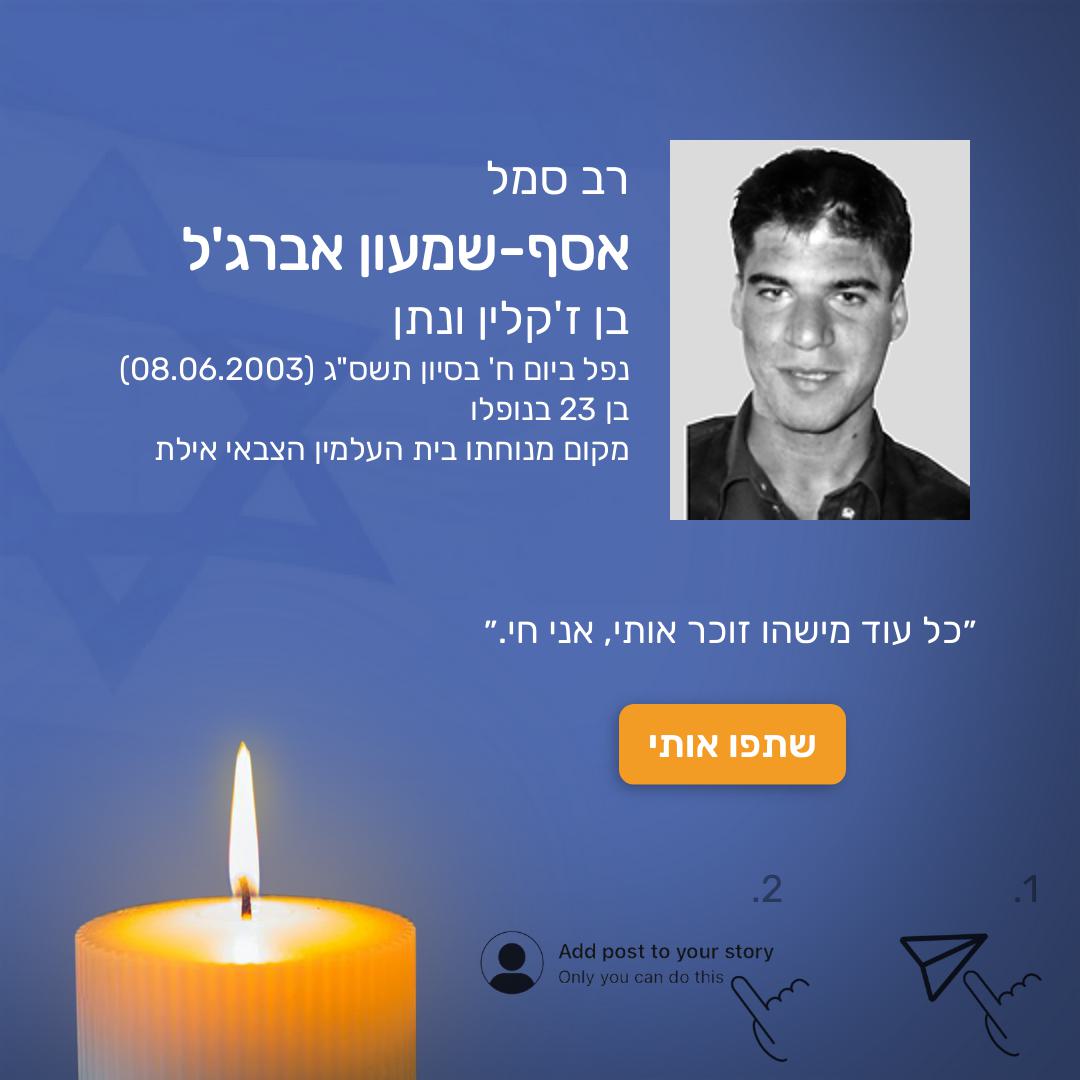 רב סמל
אסף-שמעון אברג'ל
בן ז'קלין ונתן
נפל ביום ח' בסיון תשס"ג (08.06.2003)
בן 23 בנופלו
מקום מנוחתו בית העלמין הצבאי אילת
״כל עוד מישהו זוכר אותי, אני חי.״
שתפו אותי
.1
.2
Add post to your story
Only you can do this